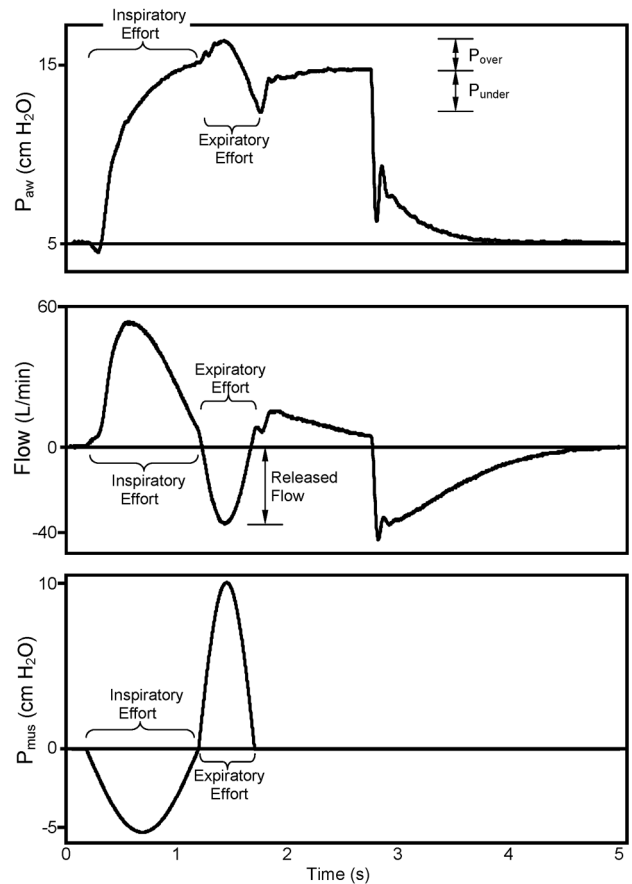 Inspiratory
Effort
P_over
P_under
Expiratory
Effort
15
5
P_aw (cm H₂O)
60
0
-40
Flow (L/min)
Expiratory
Effort
Inspiratory
Effort
Released
Flow
10
0
-5
P_mus (cm H₂O)
Inspiratory
Effort
Expiratory
Effort
0 1 2 3 4 5
Time (s)